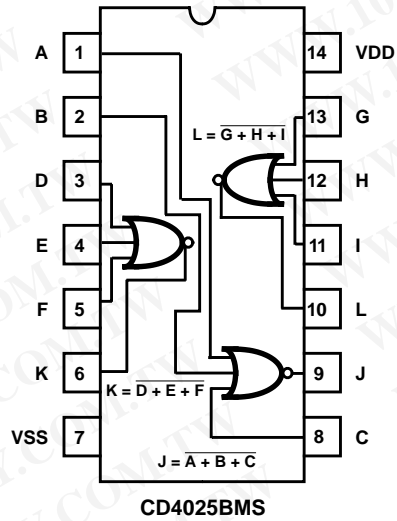 A 1 14 VDD
B 2 13 G
L = G + H + I
D 3 12 H
E 4 11 I
F 5 10 L
K 6 9 J
K = D + E + F
VSS 7 8 C
J = A + B + C
CD4025BMS